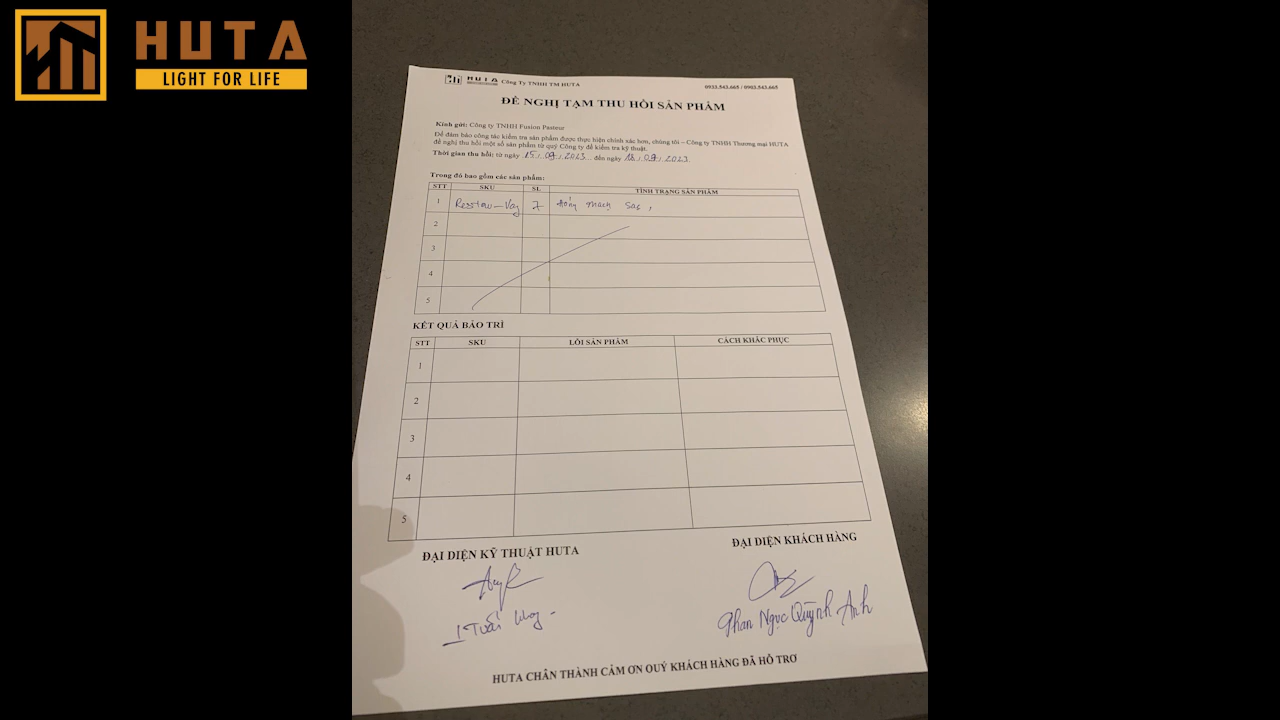 HUTA
LIGHT FOR LIFE
HUTA Công Ty TNHH TM HUTA
0933.543.665 / 0903.543.665
ĐỀ NGHỊ TẠM THU HỒI SẢN PHẨM
Kính gửi: Công ty TNHH Fusion Pasteur
Để đảm bảo công tác kiểm tra sản phẩm được thực hiện chính xác hơn, chúng tôi – Công ty TNHH Thương mại HUTA
đề nghị thu hồi một số sản phẩm từ quý Công ty để kiểm tra kỹ thuật.
Thời gian thu hồi: từ ngày 15/09/2023 đến ngày 18/09/2023
Trong đó bao gồm các sản phẩm:
STT SKU SL TÌNH TRẠNG SẢN PHẨM
1 7 Hỏng mạch sạc,
2
3
4
5
KẾT QUẢ BẢO TRÌ
STT SKU LỖI SẢN PHẨM CÁCH KHẮC PHỤC
1
2
3
4
5
ĐẠI DIỆN KỸ THUẬT HUTA
ĐẠI DIỆN KHÁCH HÀNG
Phan Ngọc Quỳnh Anh
HUTA CHÂN THÀNH CẢM ƠN QUÝ KHÁCH HÀNG ĐÃ HỖ TRỢ